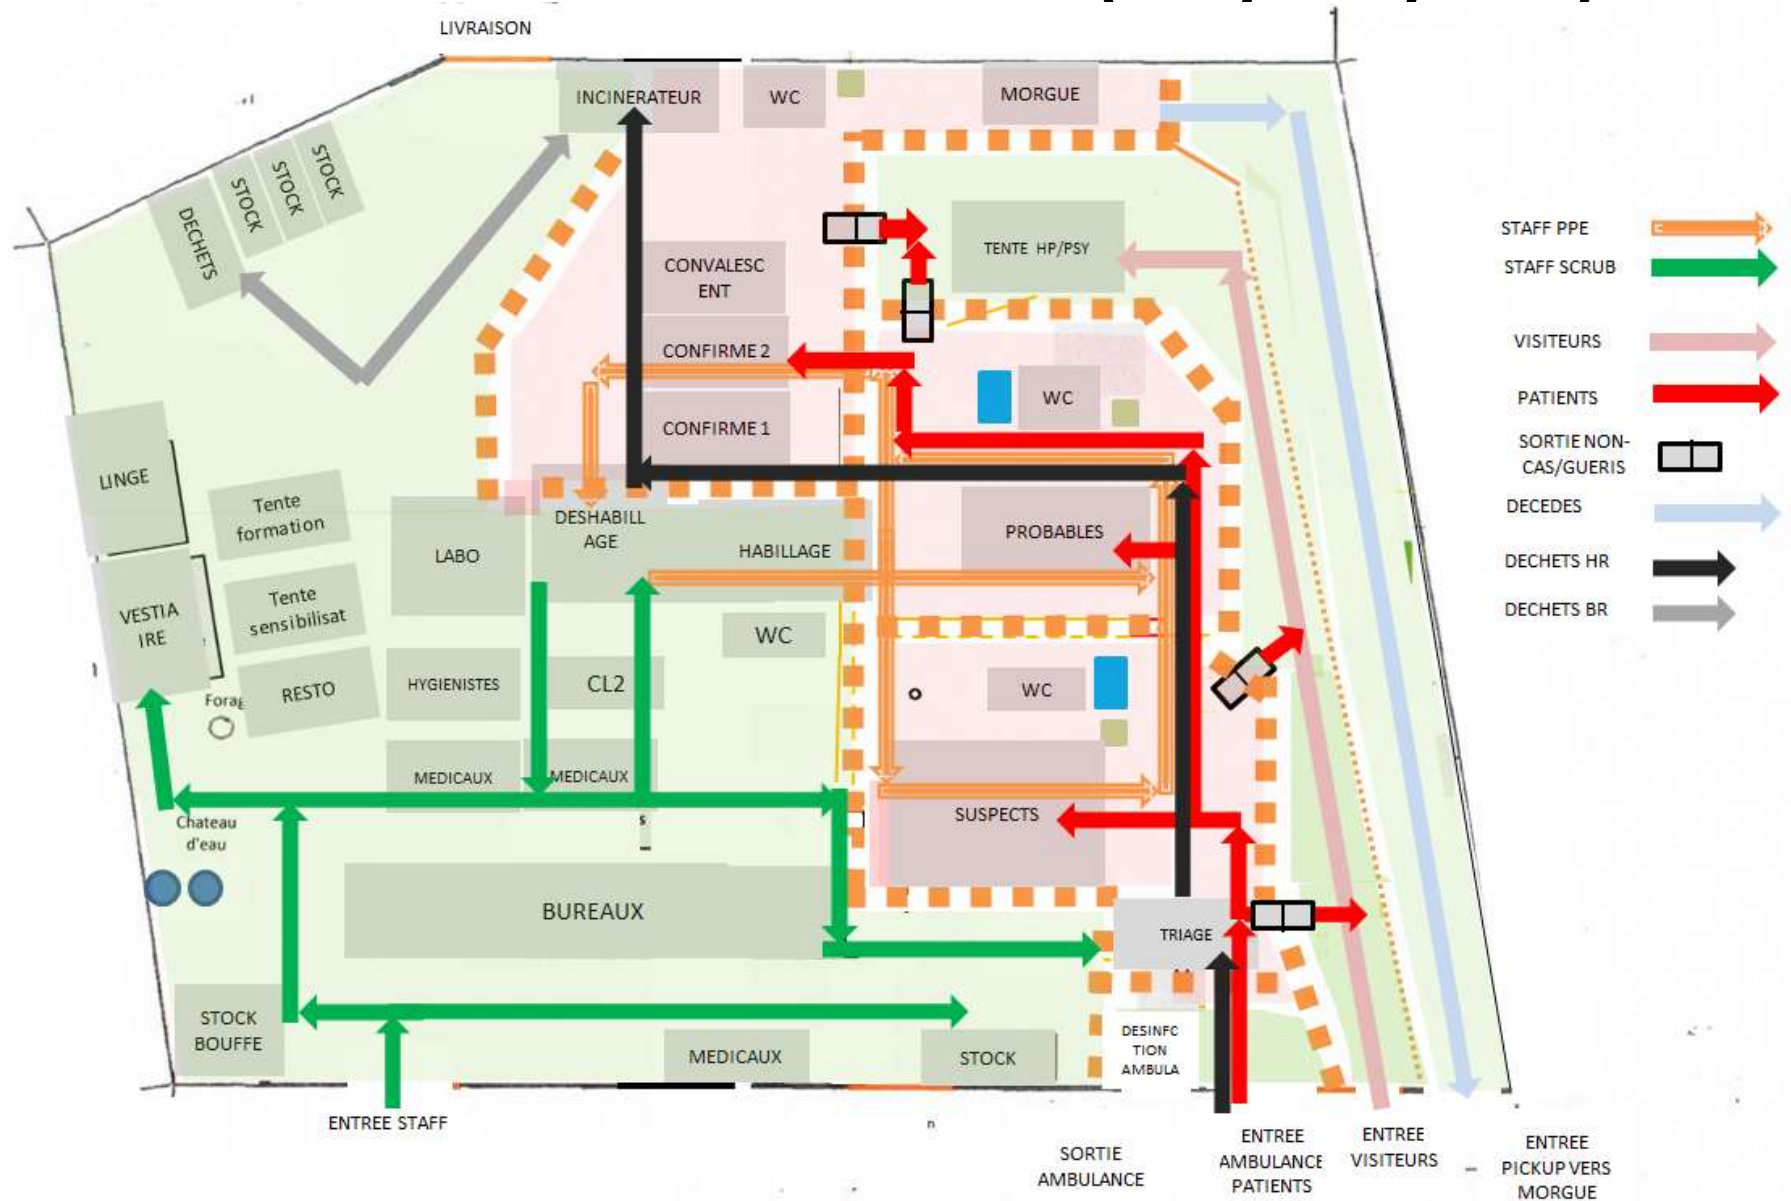 LIVRAISON
INCINERATEUR
WC
MORGUE
STOCK
STOCK
STOCK
DECHETS
CONVALESC
ENT
TENTE HP/PSY
CONFIRME 2
CONFIRME 1
WC
LINGE
Tente
formation
LABO
DESHABILL
AGE
HABILLAGE
PROBABLES
VESTIA
IRE
Tente
sensibilisat
WC
RESTO
HYGIENISTES
CL2
WC
Forag
MEDICAUX
MEDICAUX
s
SUSPECTS
Chateau
d'eau
BUREAUX
TRIAGE
STOCK
BOUFFE
MEDICAUX
STOCK
DESINFC
TION
AMBULA
ENTREE STAFF
n
SORTIE
AMBULANCE
ENTREE
AMBULANCE
PATIENTS
ENTREE
VISITEURS
ENTREE
PICKUP VERS
MORGUE
STAFF PPE
STAFF SCRUB
VISITEURS
PATIENTS
SORTIE NON-
CAS/GUERIS
DECEDES
DECHETS HR
DECHETS BR